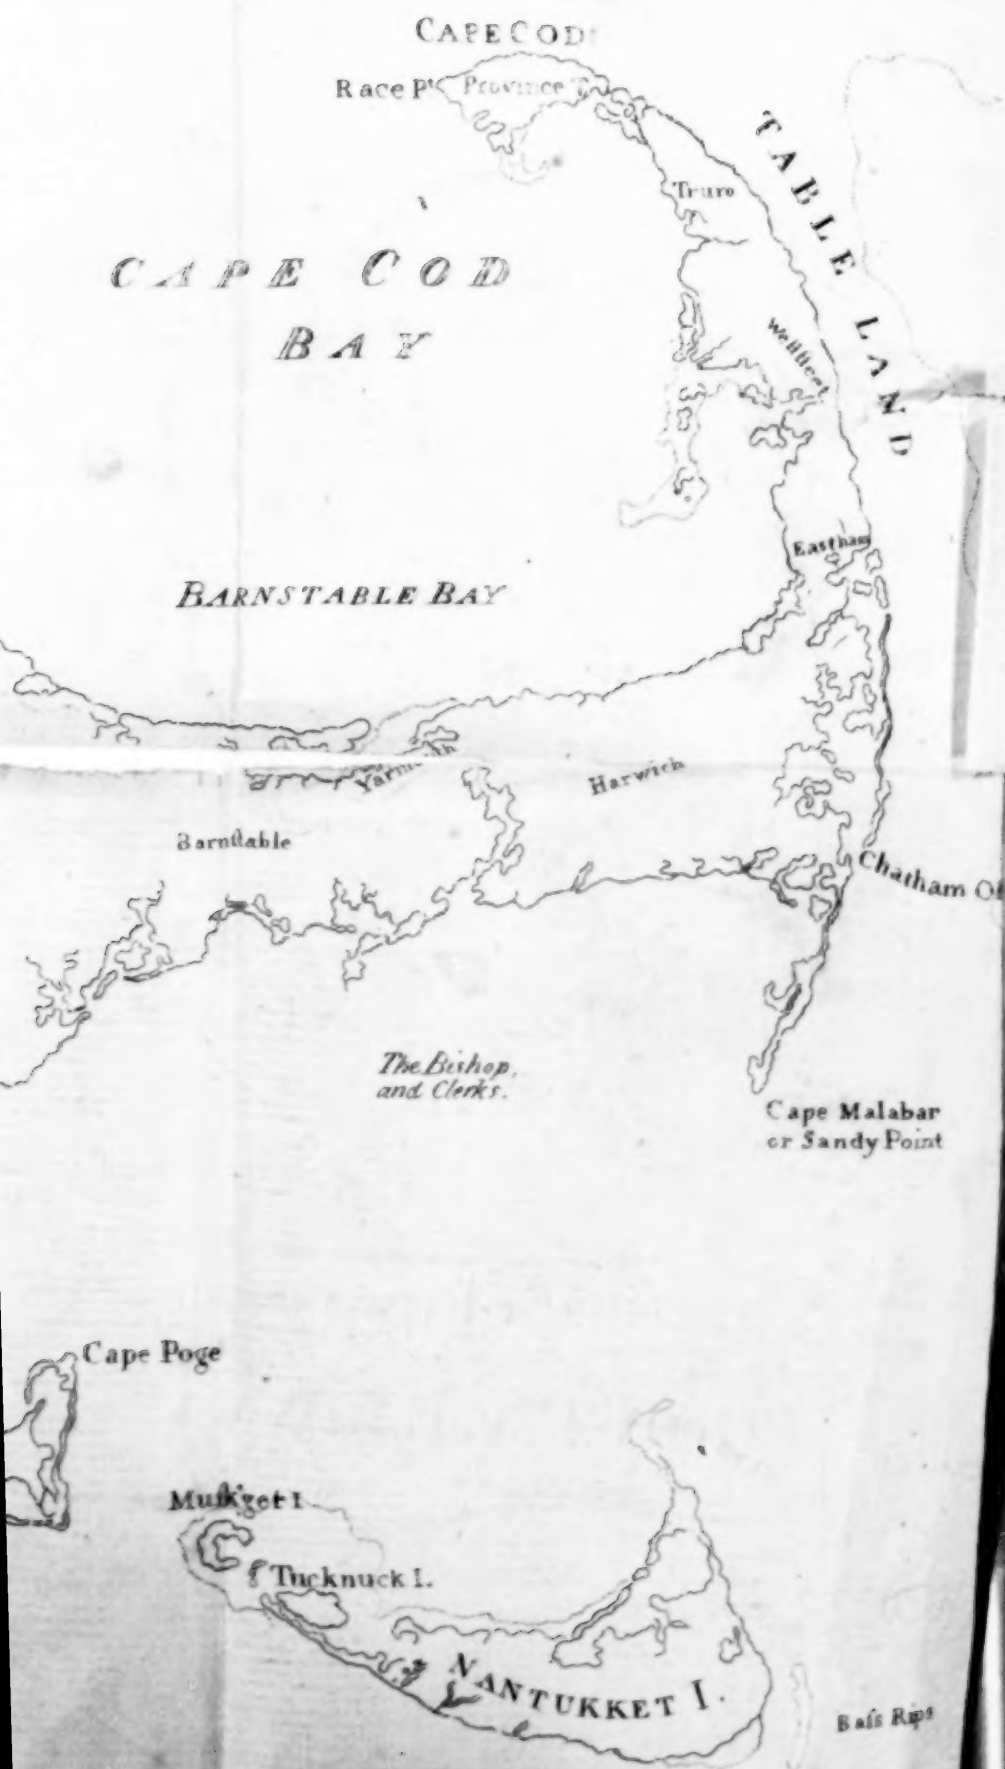 CAPE COD
Race Pt
Province T.
TABLE LAND
Truro
CAPE COD
BAY
Wellfleet
Eastham
BARNSTABLE BAY
Harwich
Barnſtable
Chatham
The Bishop,
and Clerks.
Cape Malabar
or Sandy Point
Cape Poge
Muſkget I
Tucknuck I.
NANTUKKET I.
Baſs Rips